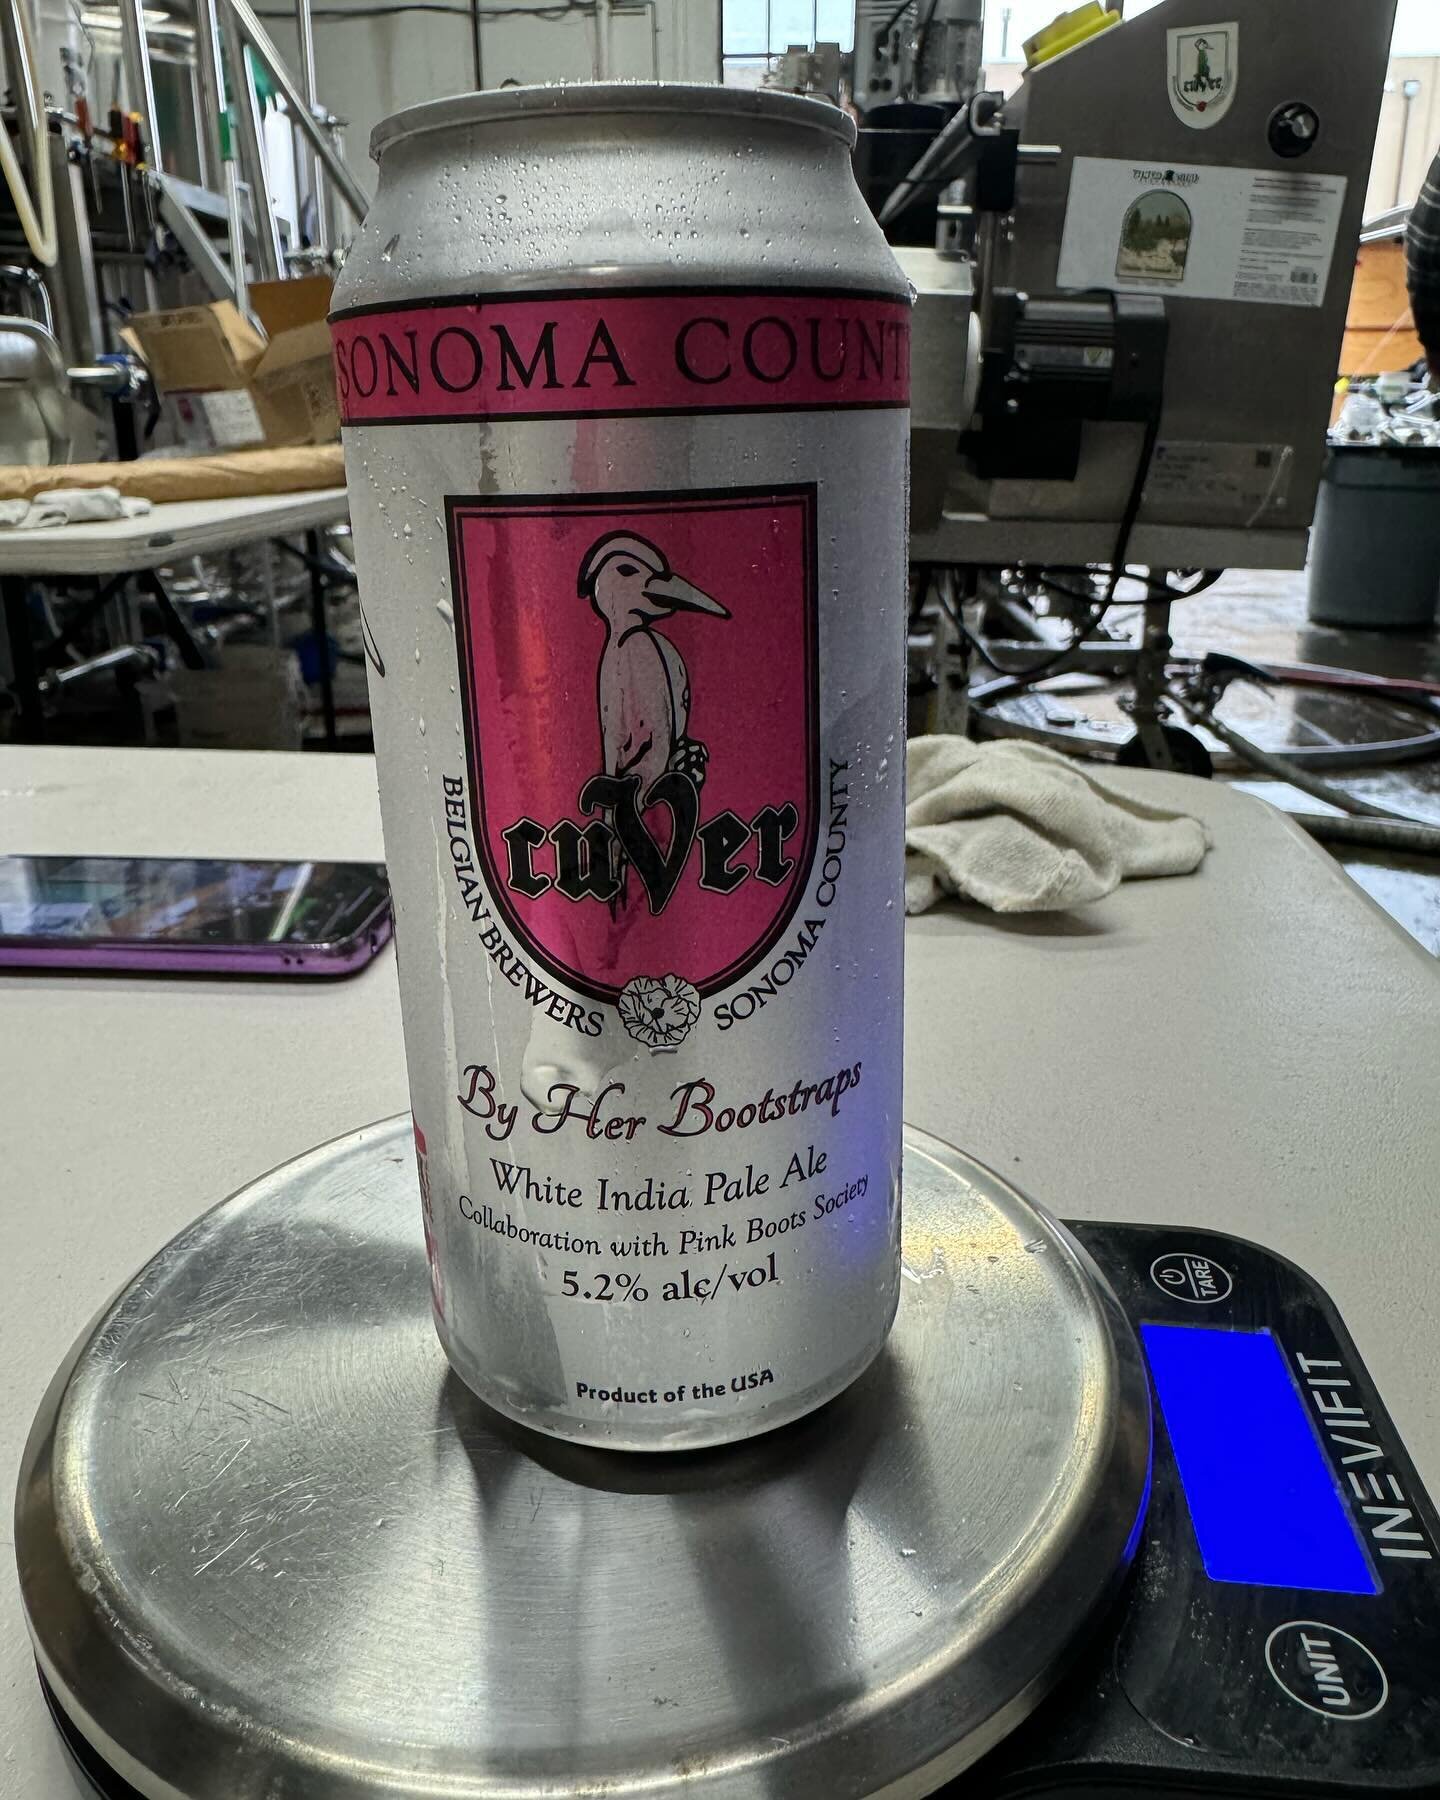 SONOMA COUNT
cuVer
BELGIAN BREWERS
SONOMA COUNTY
By Her Bootstraps
White India Pale Ale
Collaboration with Pink Boots Society
5.2% alc/vol
Product of the USA
cuVer
TARE
INEVIFIT
UNIT